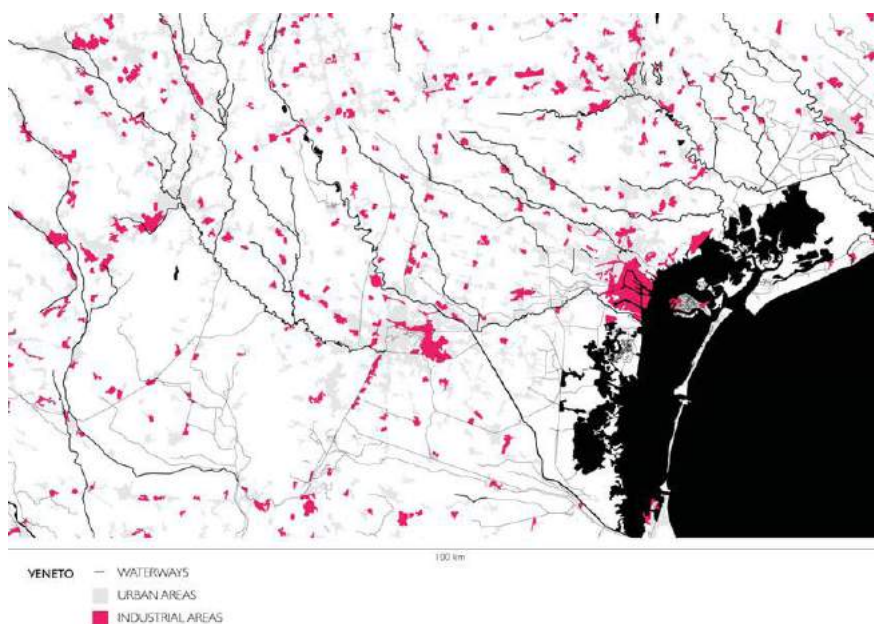 100 km
VENETO — WATERWAYS
URBAN AREAS
INDUSTRIAL AREAS